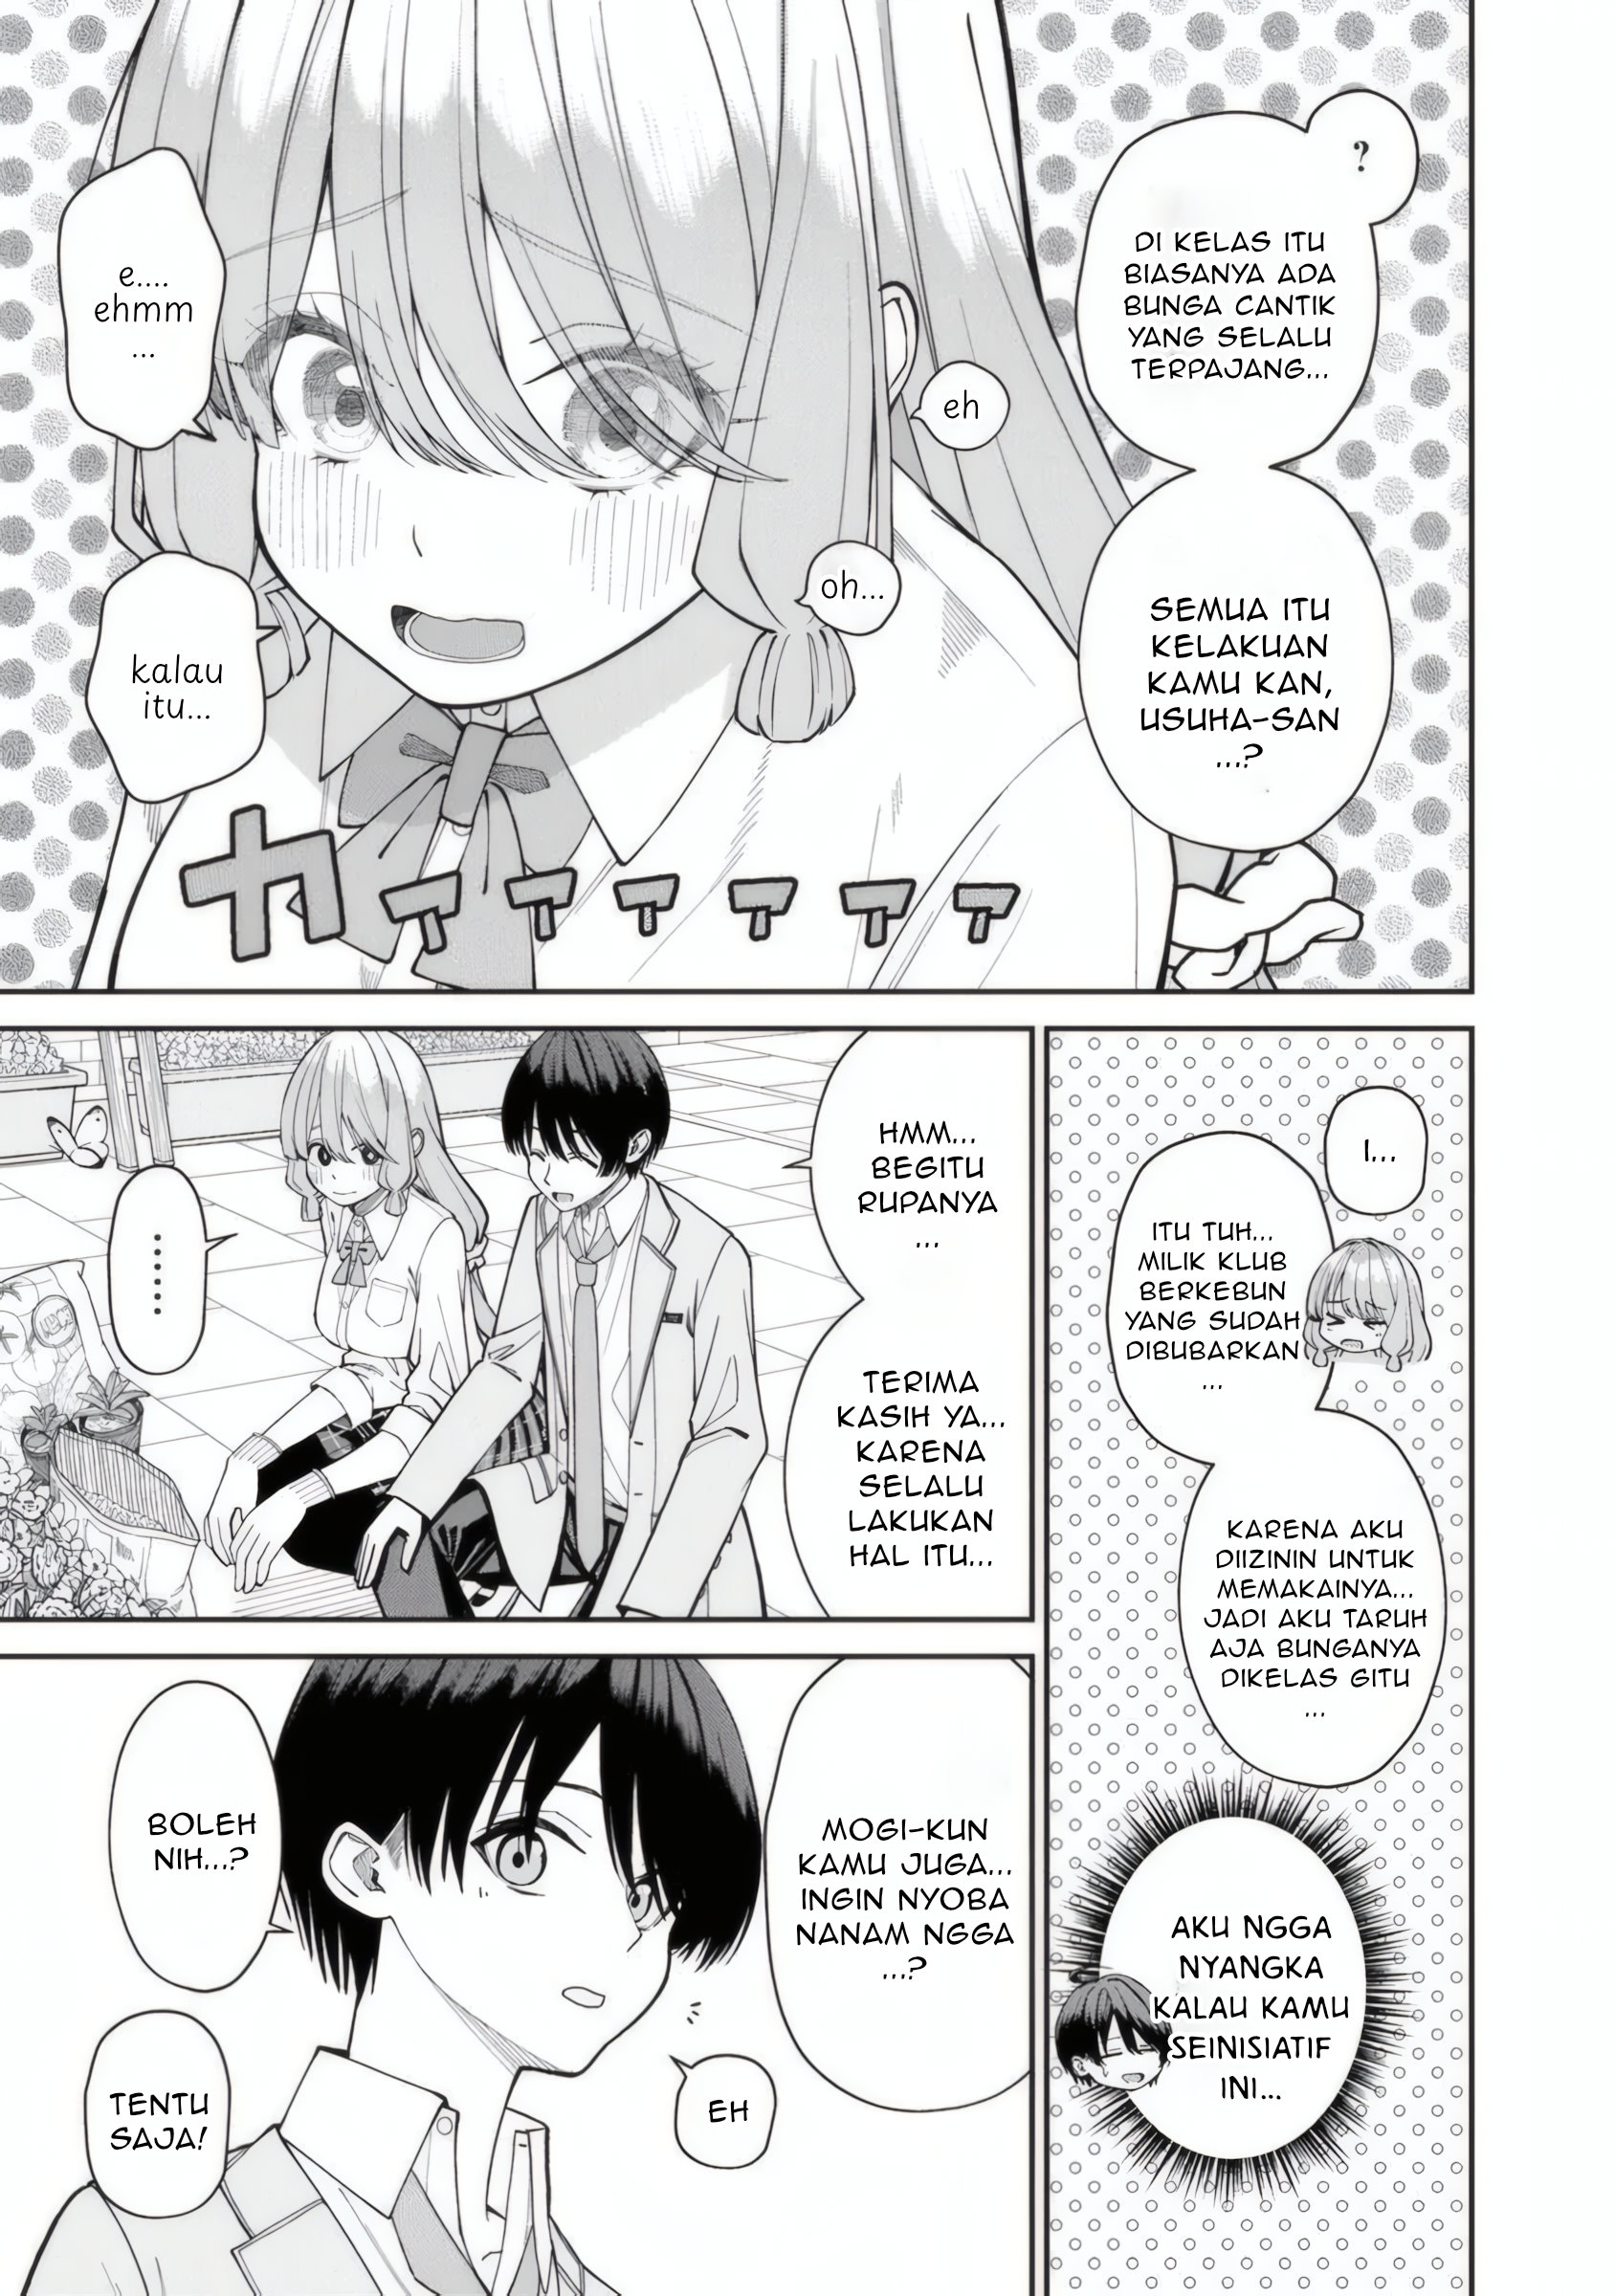 ?
DI KELAS ITU
BIASANYA ADA
BUNGA CANTIK
YANG SELALU
TERPAJANG...
SEMUA ITU
KELAKUAN
KAMU KAN,
USUHA-SAN
...?
eh
oh...
e....
ehmm
...
kalau
itu...
カァァァァァァ
I...
ITU TUH...
MILIK KLUB
BERKEBUN
YANG SUDAH
DIBUBARKAN
...
KARENA AKU
DIIZININ UNTUK
MEMAKAINYA...
JADI AKU TARUH
AJA BUNGANYA
DIKELAS GITU
...
AKU NGGA
NYANGKA
KALAU KAMU
SEINISIATIF
INI...
HMM...
BEGITU
RUPANYA
...
TERIMA
KASIH YA...
KARENA
SELALU
LAKUKAN
HAL ITU...
.......
MOGI-KUN
KAMU JUGA...
INGIN NYOBA
NANAM NGGA
...?
EH
BOLEH
NIH...?
TENTU
SAJA!